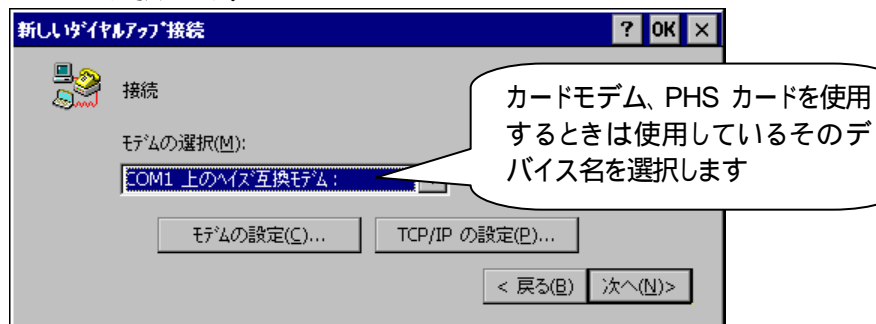 新しいﾀﾞｲﾔﾙｱｯﾌﾟ接続 ? OK ×
接続
カードモデム、PHS カードを使用
するときは使用しているそのデ
バイス名を選択します
ﾓﾃﾞﾑの選択(M):
COM1 上のﾍｲｽﾞ互換ﾓﾃﾞﾑ:
ﾓﾃﾞﾑの設定(C)... TCP/IP の設定(P)...
< 戻る(B) 次へ(N)>